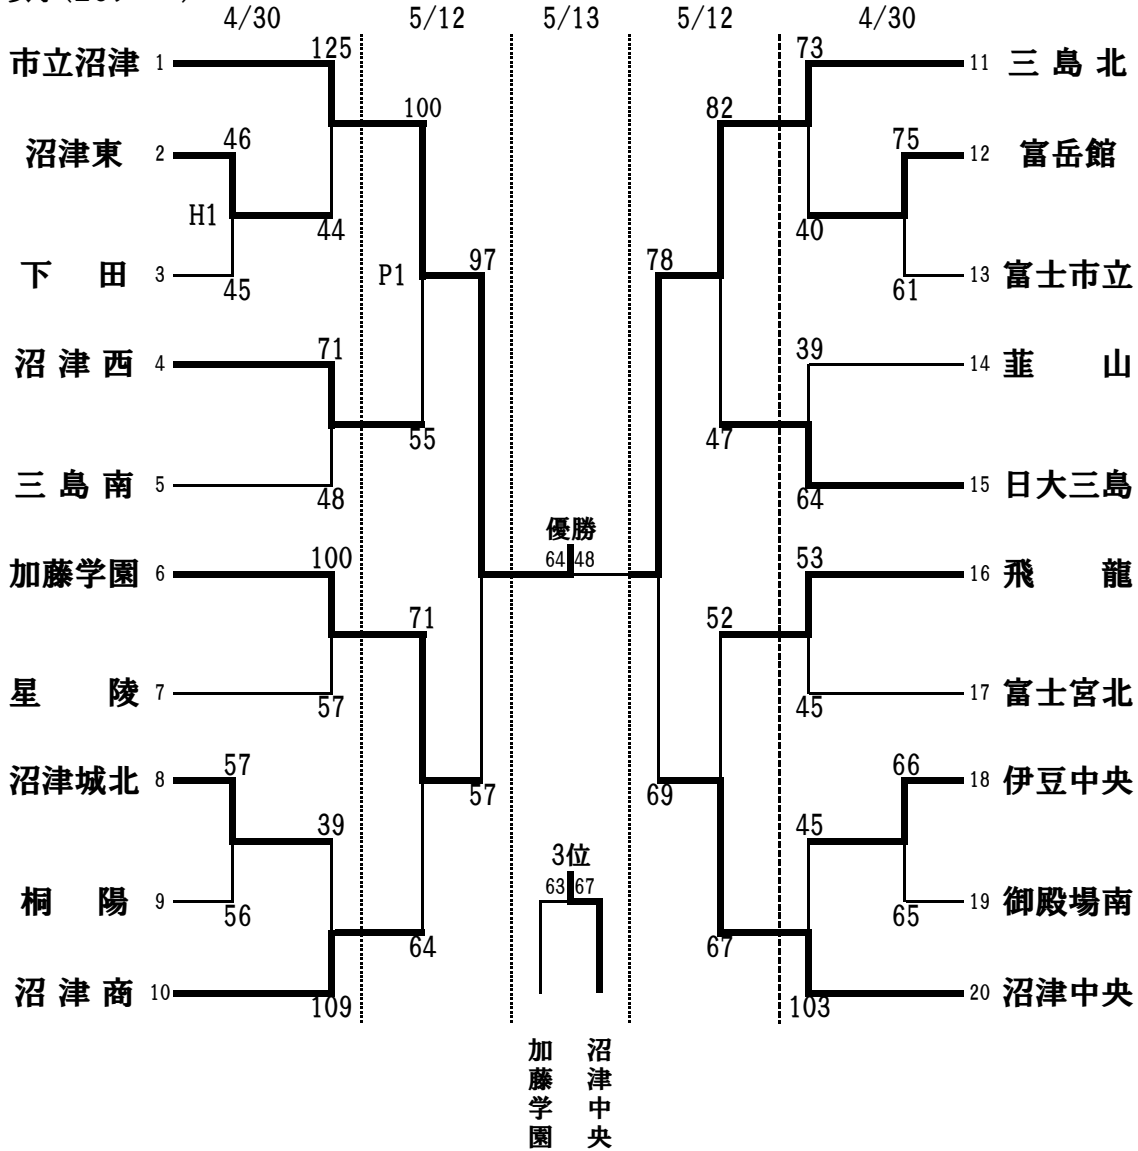 4/30 5/12 5/13 5/12 4/30
125 73
市立沼津 1 11 三島北
100 82
46 75
沼津東 2 12 富岳館
H1
44 40
97 78
下田 3 P1 13 富士市立
45 61
71 39
沼津西 4 14 韮山
55 47
三島南 5 15 日大三島
48 64
優勝
100 64 48 53
加藤学園 6 16 飛龍
71 52
星陵 7 17 富士宮北
57 45
57 66
沼津城北 8 18 伊豆中央
57 69
39 45
3位
63 67
桐陽 9 19 御殿場南
56 65
64 67
沼津商 10 20 沼津中央
109 103
加藤学園
沼津中央